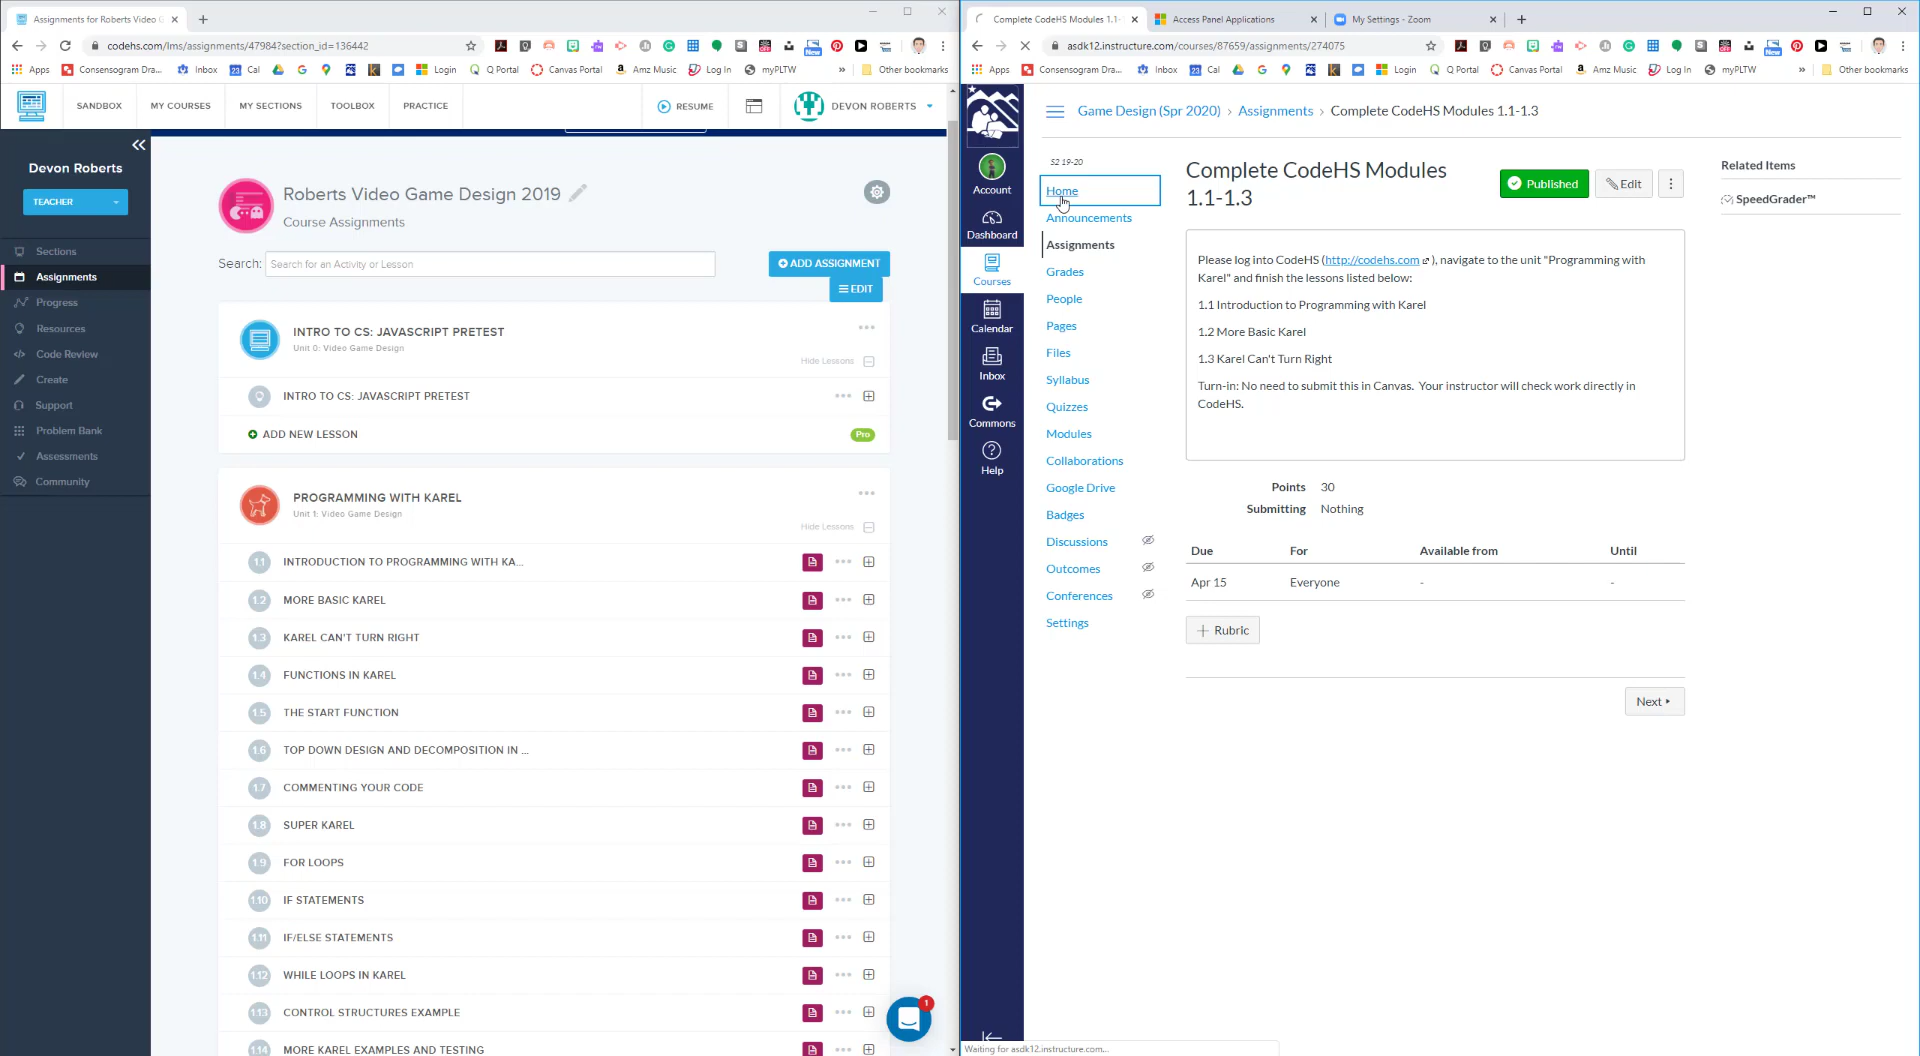 Assignments for Roberts Video G
codehs.com/lms/assignments/47984?section_id=136442
Apps
Consensogram Dra...
Inbox
23 Cal
Login
Q Portal
Canvas Portal
Amz Music
Log In
myPLTW
»
Other bookmarks
SANDBOX
MY COURSES
MY SECTIONS
TOOLBOX
PRACTICE
RESUME
DEVON ROBERTS
Devon Roberts
TEACHER
Sections
Assignments
Progress
Resources
Code Review
Create
Support
Problem Bank
Assessments
Community
Roberts Video Game Design 2019
Course Assignments
Search:
Search for an Activity or Lesson
ADD ASSIGNMENT
EDIT
INTRO TO CS: JAVASCRIPT PRETEST
Unit 0: Video Game Design
Hide Lessons
INTRO TO CS: JAVASCRIPT PRETEST
ADD NEW LESSON
Pro
PROGRAMMING WITH KAREL
Unit 1: Video Game Design
Hide Lessons
1.1 INTRODUCTION TO PROGRAMMING WITH KA...
1.2 MORE BASIC KAREL
1.3 KAREL CAN'T TURN RIGHT
1.4 FUNCTIONS IN KAREL
1.5 THE START FUNCTION
1.6 TOP DOWN DESIGN AND DECOMPOSITION IN ...
1.7 COMMENTING YOUR CODE
1.8 SUPER KAREL
1.9 FOR LOOPS
1.10 IF STATEMENTS
1.11 IF/ELSE STATEMENTS
1.12 WHILE LOOPS IN KAREL
1.13 CONTROL STRUCTURES EXAMPLE
1.14 MORE KAREL EXAMPLES AND TESTING
1
Complete CodeHS Modules 1.1-
Access Panel Applications
My Settings - Zoom
asdk12.instructure.com/courses/87659/assignments/274075
Apps
Consensogram Dra...
Inbox
23 Cal
Login
Q Portal
Canvas Portal
Amz Music
Log In
myPLTW
»
Other bookmarks
Account
Dashboard
Courses
Calendar
Inbox
Commons
Help
Game Design (Spr 2020) › Assignments › Complete CodeHS Modules 1.1-1.3
S2 19-20
Home
Announcements
Assignments
Grades
People
Pages
Files
Syllabus
Quizzes
Modules
Collaborations
Google Drive
Badges
Discussions
Outcomes
Conferences
Settings
Complete CodeHS Modules
1.1-1.3
Published
Edit
Related Items
SpeedGrader™
Please log into CodeHS (http://codehs.com), navigate to the unit "Programming with
Karel" and finish the lessons listed below:
1.1 Introduction to Programming with Karel
1.2 More Basic Karel
1.3 Karel Can't Turn Right
Turn-in: No need to submit this in Canvas. Your instructor will check work directly in
CodeHS.
Points 30
Submitting Nothing
Due For Available from Until
Apr 15 Everyone - -
Rubric
Next
Waiting for asdk12.instructure.com...